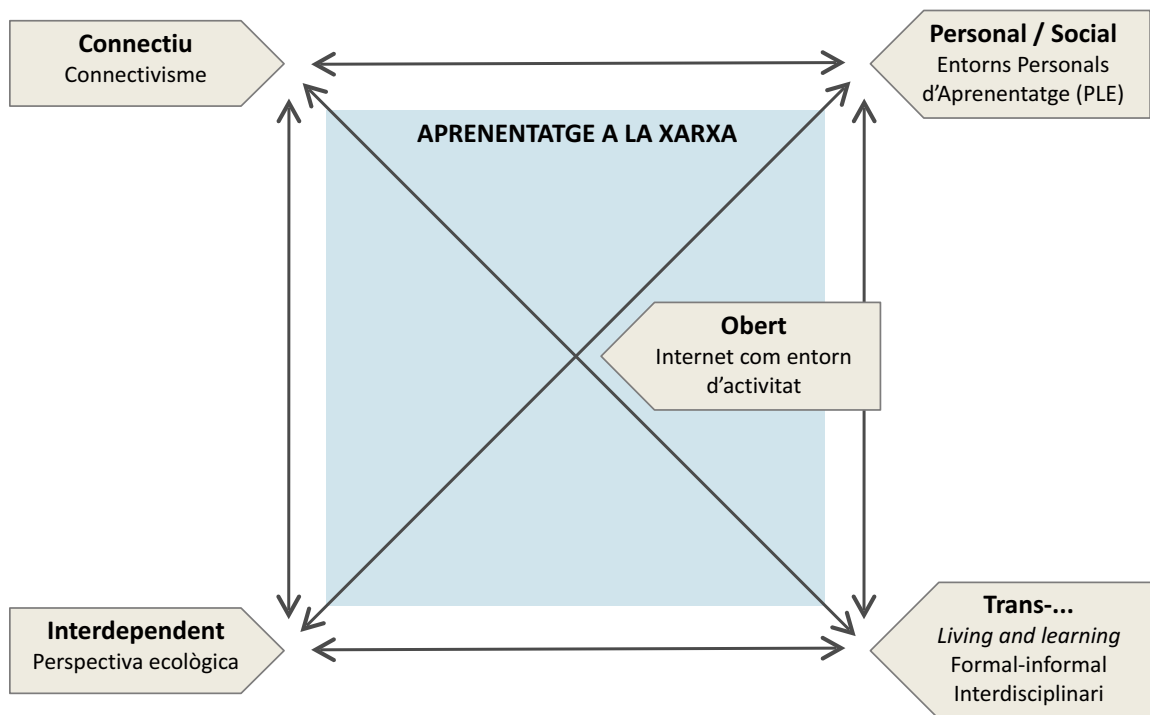 Connectiu
Connectivisme
Personal / Social
Entorns Personals
d’Aprenentatge (PLE)
APRENENTATGE A LA XARXA
Obert
Internet com entorn
d’activitat
Interdependent
Perspectiva ecològica
Trans-...
Living and learning
Formal-informal
Interdisciplinari